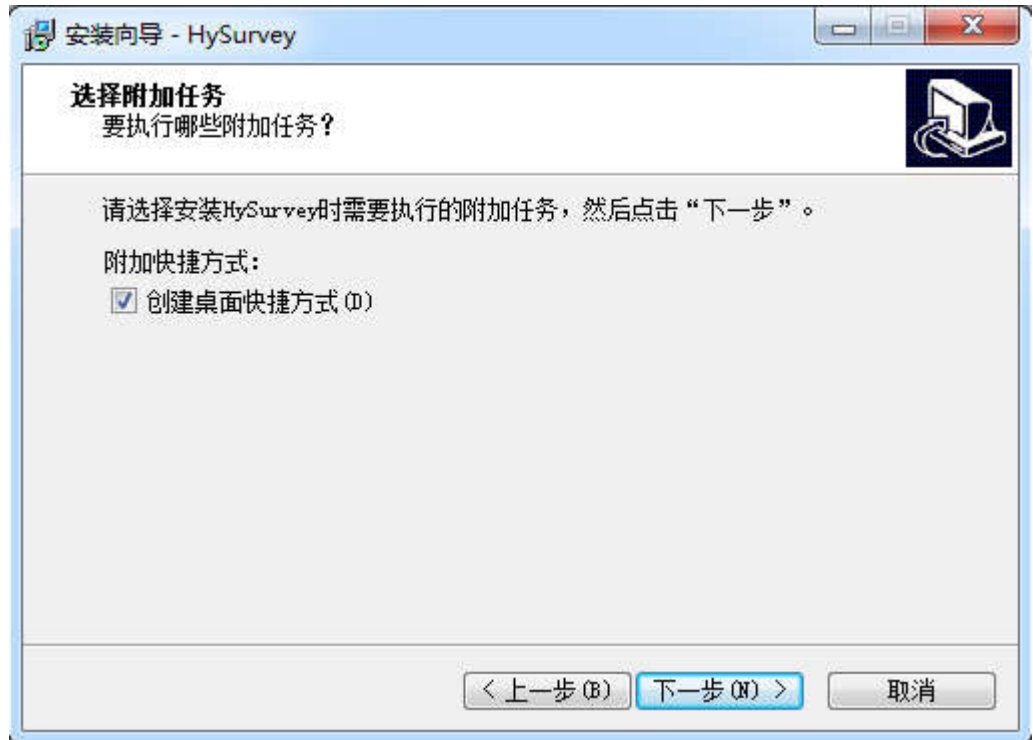 安装向导 - HySurvey
选择附加任务
要执行哪些附加任务?
请选择安装HySurvey时需要执行的附加任务，然后点击“下一步”。
附加快捷方式:
创建桌面快捷方式(D)
< 上一步(B)
下一步(N) >
取消